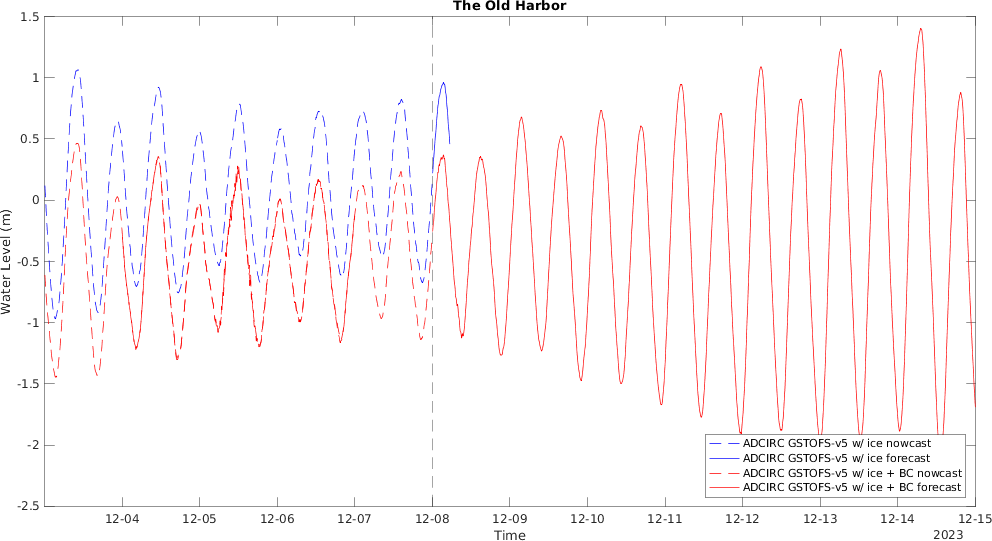 The Old Harbor
1.5
1
0.5
0
-0.5
-1
-1.5
-2
-2.5
Water Level (m)
12-04 12-05 12-06 12-07 12-08 12-09 12-10 12-11 12-12 12-13 12-14 12-15
Time
2023
ADCIRC GSTOFS-v5 w/ ice nowcast
ADCIRC GSTOFS-v5 w/ ice forecast
ADCIRC GSTOFS-v5 w/ ice + BC nowcast
ADCIRC GSTOFS-v5 w/ ice + BC forecast